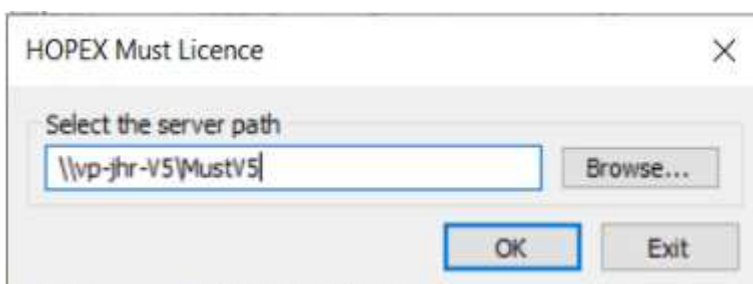 HOPEX Must Licence
Select the server path
\\vp-jhr-V5\MustV5
Browse...
OK
Exit